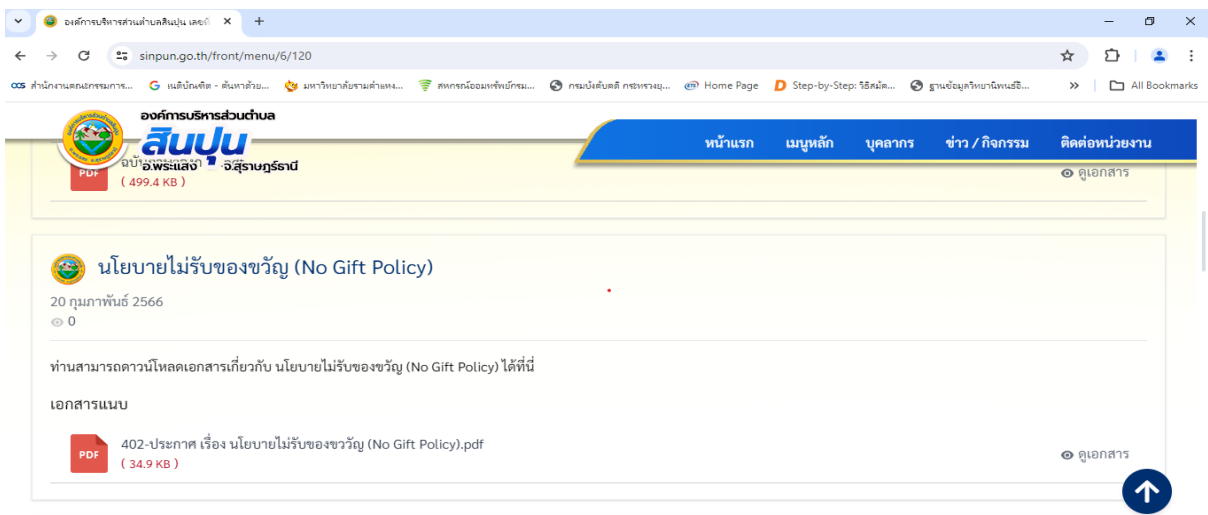 องค์การบริหารส่วนตำบลสินปุน เลขที่
sinpun.go.th/front/menu/6/120
สำนักงานคณะกรรมการ...
เนติบัณฑิต - ค้นหาด้วย...
มหาวิทยาลัยรามคำแหง...
สหกรณ์ออมทรัพย์กรม...
กรมบังคับคดี กระทรวงยุ...
Home Page
Step-by-Step: วิธีสมัค...
ฐานข้อมูลวิทยานิพนธ์อิ...
All Bookmarks
องค์การบริหารส่วนตำบล
สินปุน
อ.พระแสง จ.สุราษฎร์ธานี
หน้าแรก เมนูหลัก บุคลากร ข่าว / กิจกรรม ติดต่อหน่วยงาน
PDF
( 499.4 KB )
ดูเอกสาร
นโยบายไม่รับของขวัญ (No Gift Policy)
20 กุมภาพันธ์ 2566
0
ท่านสามารถดาวน์โหลดเอกสารเกี่ยวกับ นโยบายไม่รับของขวัญ (No Gift Policy) ได้ที่นี่
เอกสารแนบ
PDF
402-ประกาศ เรื่อง นโยบายไม่รับของขววัญ (No Gift Policy).pdf
( 34.9 KB )
ดูเอกสาร